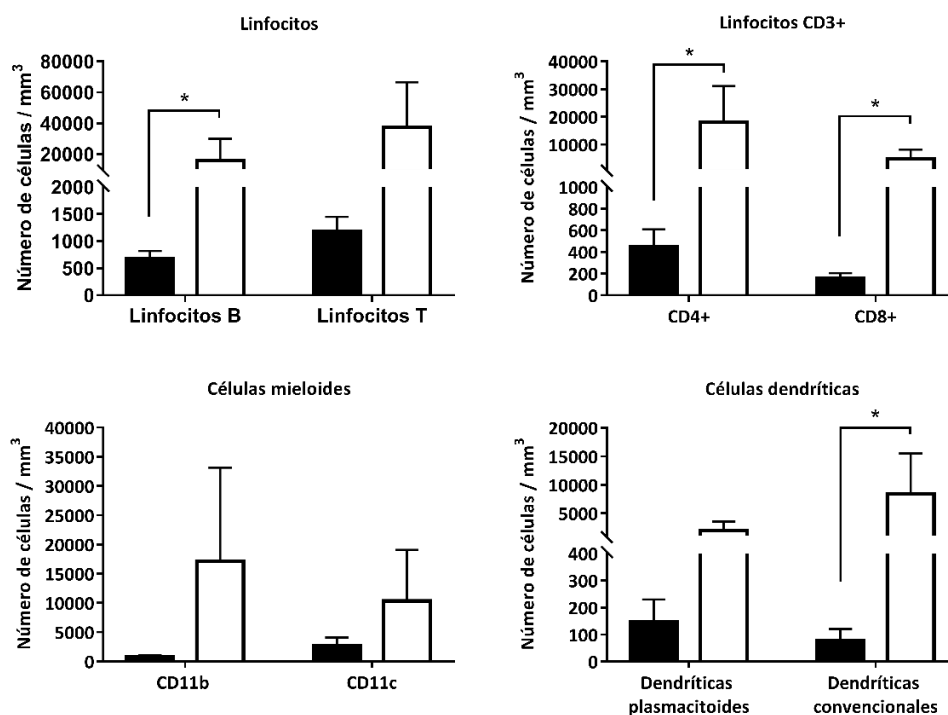 Linfocitos
Número de células / mm³
80000
60000
40000
20000
2000
1500
1000
500
0
*
Linfocitos B
Linfocitos T
Linfocitos CD3+
Número de células / mm³
40000
30000
20000
10000
1000
800
600
400
200
0
*
*
CD4+
CD8+
Células mieloides
Número de células / mm³
40000
35000
30000
25000
20000
15000
10000
5000
0
CD11b
CD11c
Células dendríticas
Número de células / mm³
20000
15000
10000
5000
400
300
200
100
0
*
Dendríticas
plasmacitoides
Dendríticas
convencionales